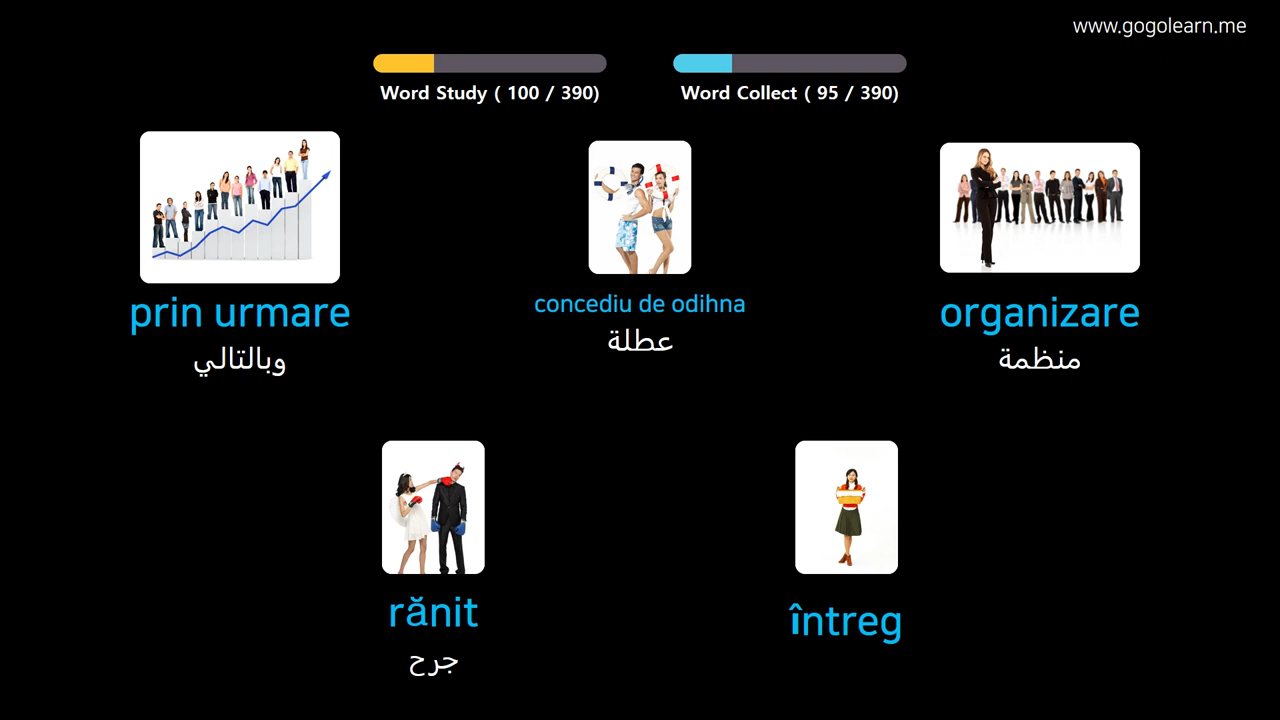 www.gogolearn.me
Word Study ( 100 / 390)
Word Collect ( 95 / 390)
prin urmare
وبالتالي
concediu de odihna
عطلة
organizare
منظمة
rănit
جرح
întreg